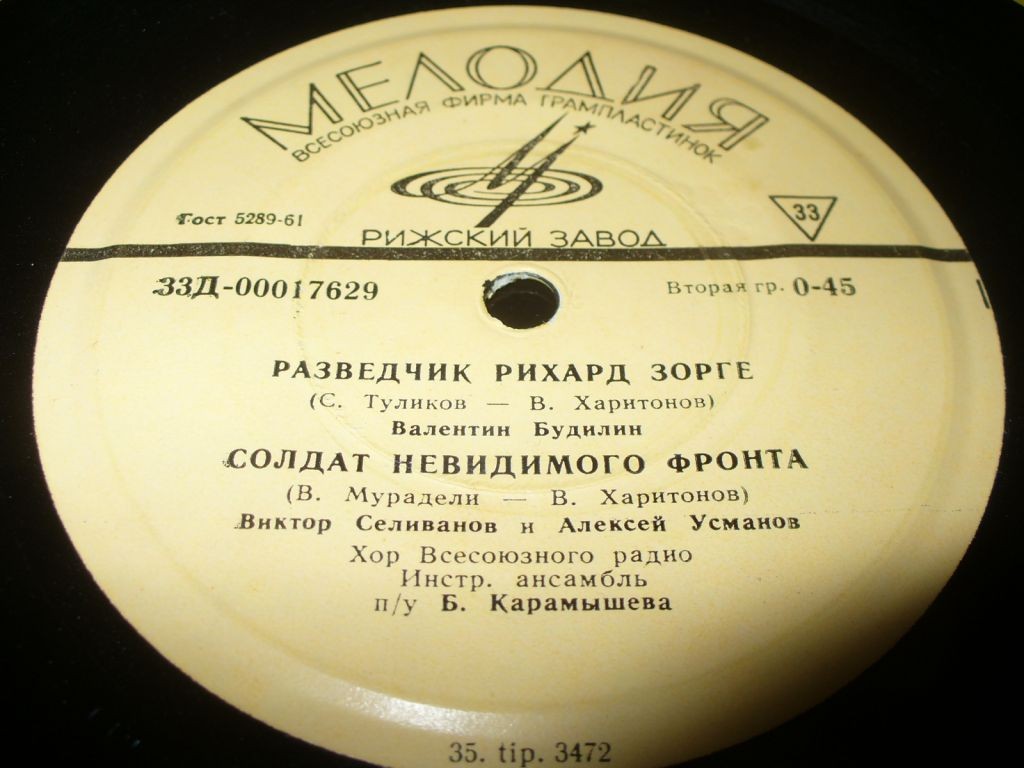 МЕЛОДИЯ
ВСЕСОЮЗНАЯ ФИРМА ГРАМПЛАСТИНОК
Гост 5289-61
33
РИЖСКИЙ ЗАВОД
33Д-00017629
Вторая гр. 0-45
РАЗВЕДЧИК РИХАРД ЗОРГЕ
(С. Туликов — В. Харитонов)
Валентин Будилин
СОЛДАТ НЕВИДИМОГО ФРОНТА
(В. Мурадели — В. Харитонов)
Виктор Селиванов и Алексей Усманов
Хор Всесоюзного радио
Инстр. ансамбль
п/у Б. Карамышева
35. tip. 3472